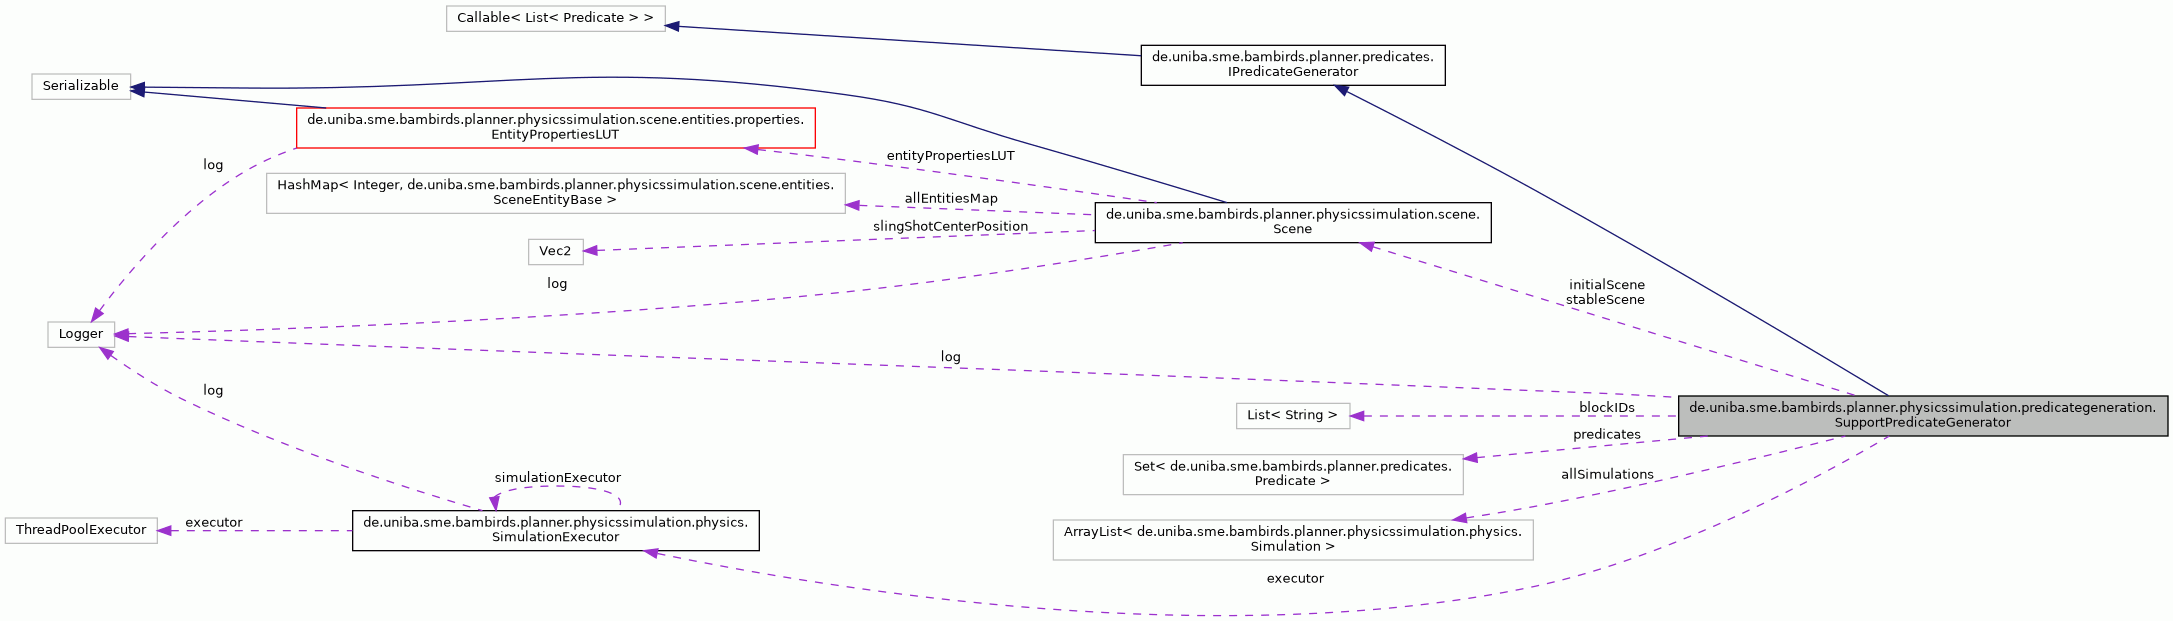 Callable< List< Predicate > >
de.uniba.sme.bambirds.planner.predicates.
IPredicateGenerator
Serializable
de.uniba.sme.bambirds.planner.physicssimulation.scene.entities.properties.
EntityPropertiesLUT
log
entityPropertiesLUT
HashMap< Integer, de.uniba.sme.bambirds.planner.physicssimulation.scene.entities.
SceneEntityBase >
allEntitiesMap
de.uniba.sme.bambirds.planner.physicssimulation.scene.
Scene
slingShotCenterPosition
Vec2
log
initialScene
stableScene
Logger
log
log
List< String >
blockIDs
de.uniba.sme.bambirds.planner.physicssimulation.predicategeneration.
SupportPredicateGenerator
predicates
Set< de.uniba.sme.bambirds.planner.predicates.
Predicate >
allSimulations
simulationExecutor
ThreadPoolExecutor
executor
de.uniba.sme.bambirds.planner.physicssimulation.physics.
SimulationExecutor
ArrayList< de.uniba.sme.bambirds.planner.physicssimulation.physics.
Simulation >
executor